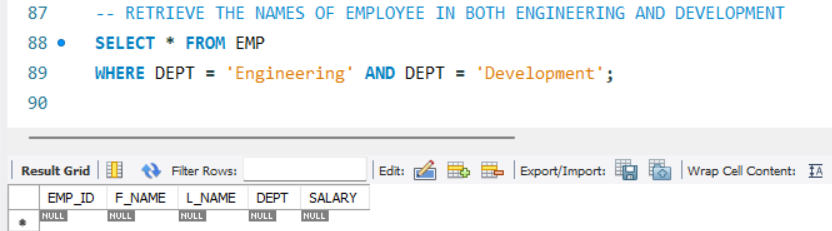 87 -- RETRIEVE THE NAMES OF EMPLOYEE IN BOTH ENGINEERING AND DEVELOPMENT
88 SELECT * FROM EMP
89 WHERE DEPT = 'Engineering' AND DEPT = 'Development';
90
Result Grid Filter Rows: Edit: Export/Import: Wrap Cell Content: IA
EMP_ID F_NAME L_NAME DEPT SALARY
* NULL NULL NULL NULL NULL